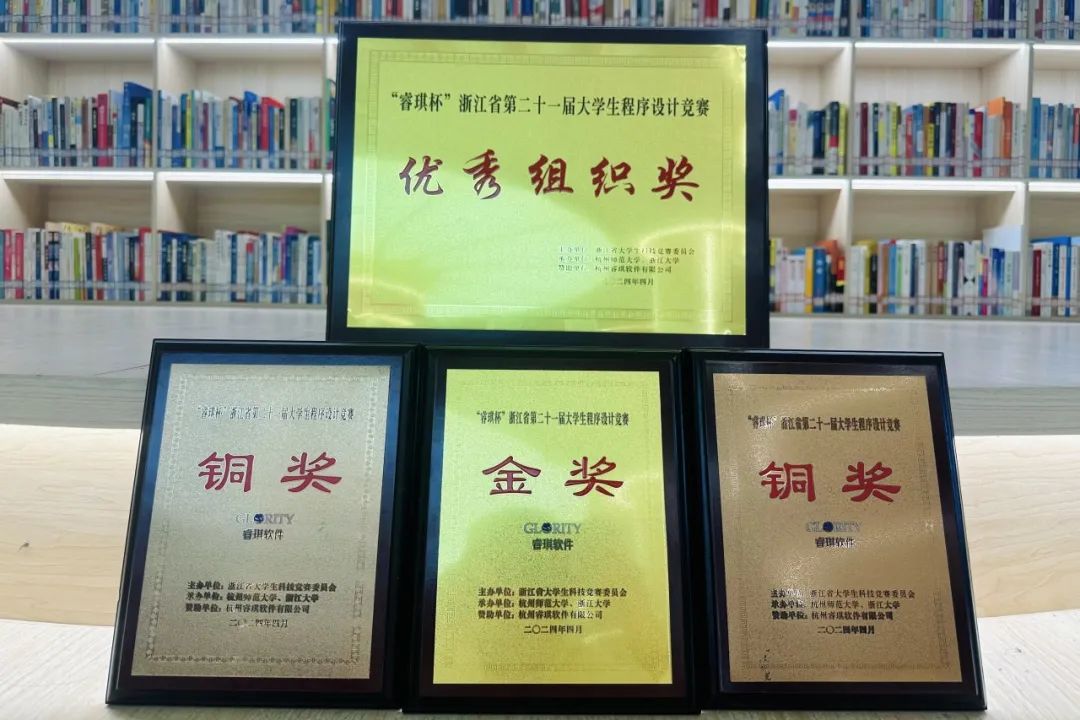 “睿琪杯”浙江省第二十一届大学生程序设计竞赛
优秀组织奖
主办单位：浙江省大学生科技竞赛委员会
承办单位：杭州师范大学、浙江大学
赞助单位：杭州睿琪软件有限公司
二〇二四年四月
“睿琪杯”浙江省第二十一届大学生程序设计竞赛
铜奖
GLORITY
睿琪软件
主办单位：浙江省大学生科技竞赛委员会
承办单位：杭州师范大学、浙江大学
赞助单位：杭州睿琪软件有限公司
二〇二四年四月
“睿琪杯”浙江省第二十一届大学生程序设计竞赛
金奖
GLORITY
睿琪软件
主办单位：浙江省大学生科技竞赛委员会
承办单位：杭州师范大学、浙江大学
赞助单位：杭州睿琪软件有限公司
二〇二四年四月
“睿琪杯”浙江省第二十一届大学生程序设计竞赛
铜奖
GLORITY
睿琪软件
主办单位：浙江省大学生科技竞赛委员会
承办单位：杭州师范大学、浙江大学
赞助单位：杭州睿琪软件有限公司
二〇二四年四月